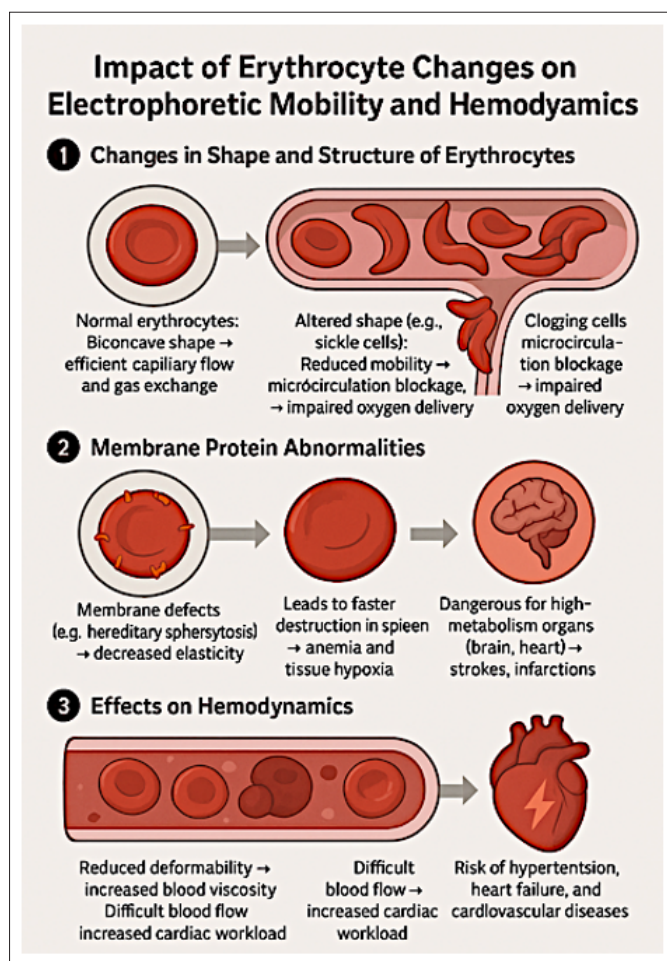 Impact of Erythrocyte Changes on
Electrophoretic Mobility and Hemodyamics
1 Changes in Shape and Structure of Erythrocytes
Normal erythrocytes:
Biconcave shape →
efficient capillary flow
and gas exchange
Altered shape (e.g.,
sickle cells):
Reduced mobility →
microcirculation blockage,
→ impaired oxygen delivery
Clogging cells
microcircula-
tion blockage
→ impaired
oxygen delivery
2 Membrane Protein Abnormalities
Membrane defects
(e.g. hereditary sphersytosis)
→ decreased elasticity
Leads to faster
destruction in spieen
→ anemia and
tissue hypoxia
Dangerous for high-
metabolism organs
(brain, heart) →
strokes, infarctions
3 Effects on Hemodynamics
Reduced deformability →
increased blood viscosity
Difficult blood flow
increased cardiac workload
Difficult
blood flow →
increased cardiac
workload
Risk of hypertentsion,
heart failure, and
cardlovascular diseases